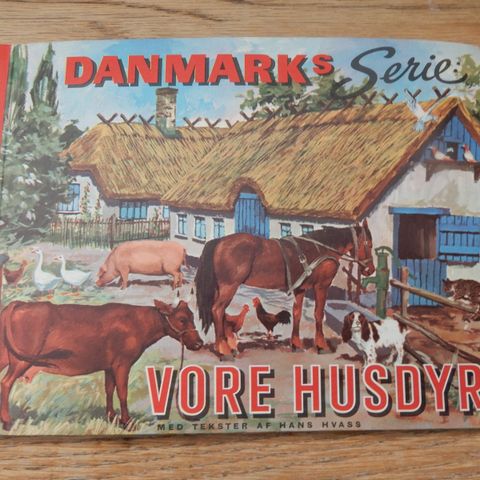 DANMARKs Serie:
VORE HUSDYR
MED TEKSTER AF HANS HVASS